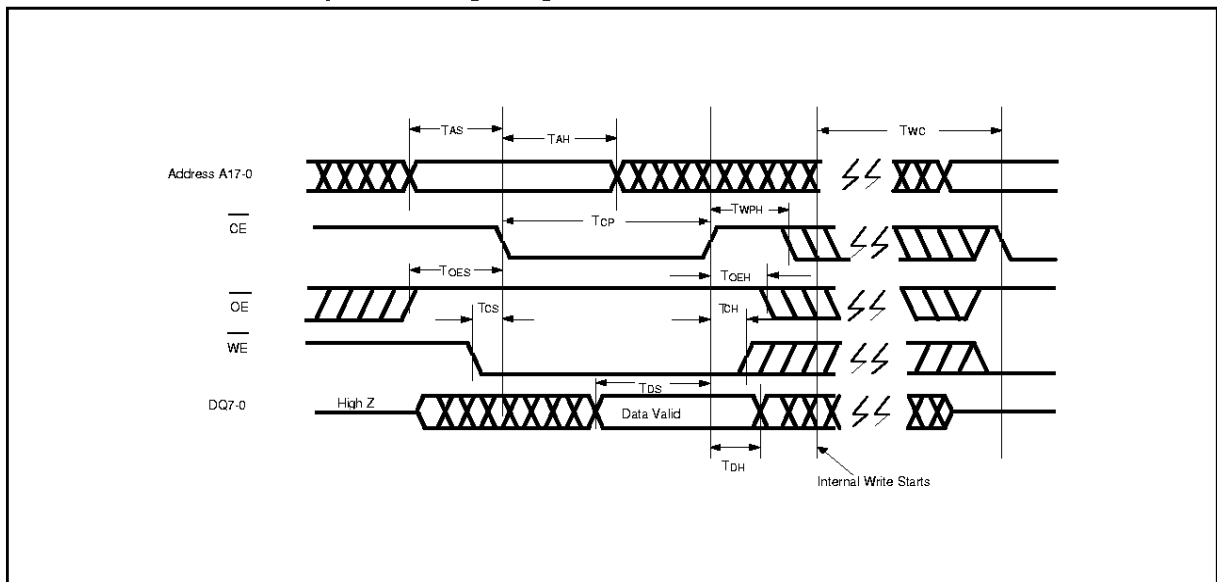 TAS
TAH
TWC
Address A17-0
TCP
TWPH
CE
TOES
TOEH
OE
TCS
TCH
WE
TDS
DQ7-0
High Z
Data Valid
TDH
Internal Write Starts